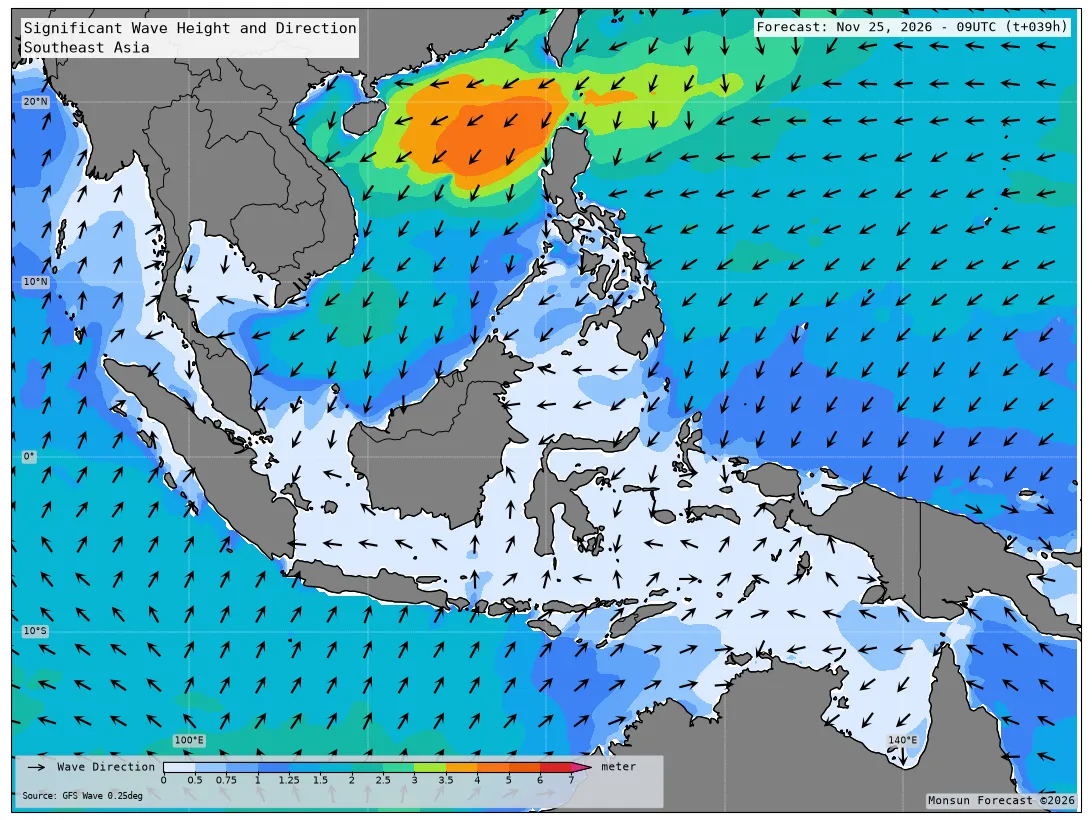 Significant Wave Height and Direction
Southeast Asia
Forecast: Nov 25, 2026 - 09UTC (t+039h)
20°N
10°N
0°
10°S
100°E
140°E
Wave Direction
meter
0 0.5 0.75 1 1.25 1.5 2 2.5 3 3.5 4 5 6 7
Source: GFS Wave 0.25deg
Monsun Forecast ©2026